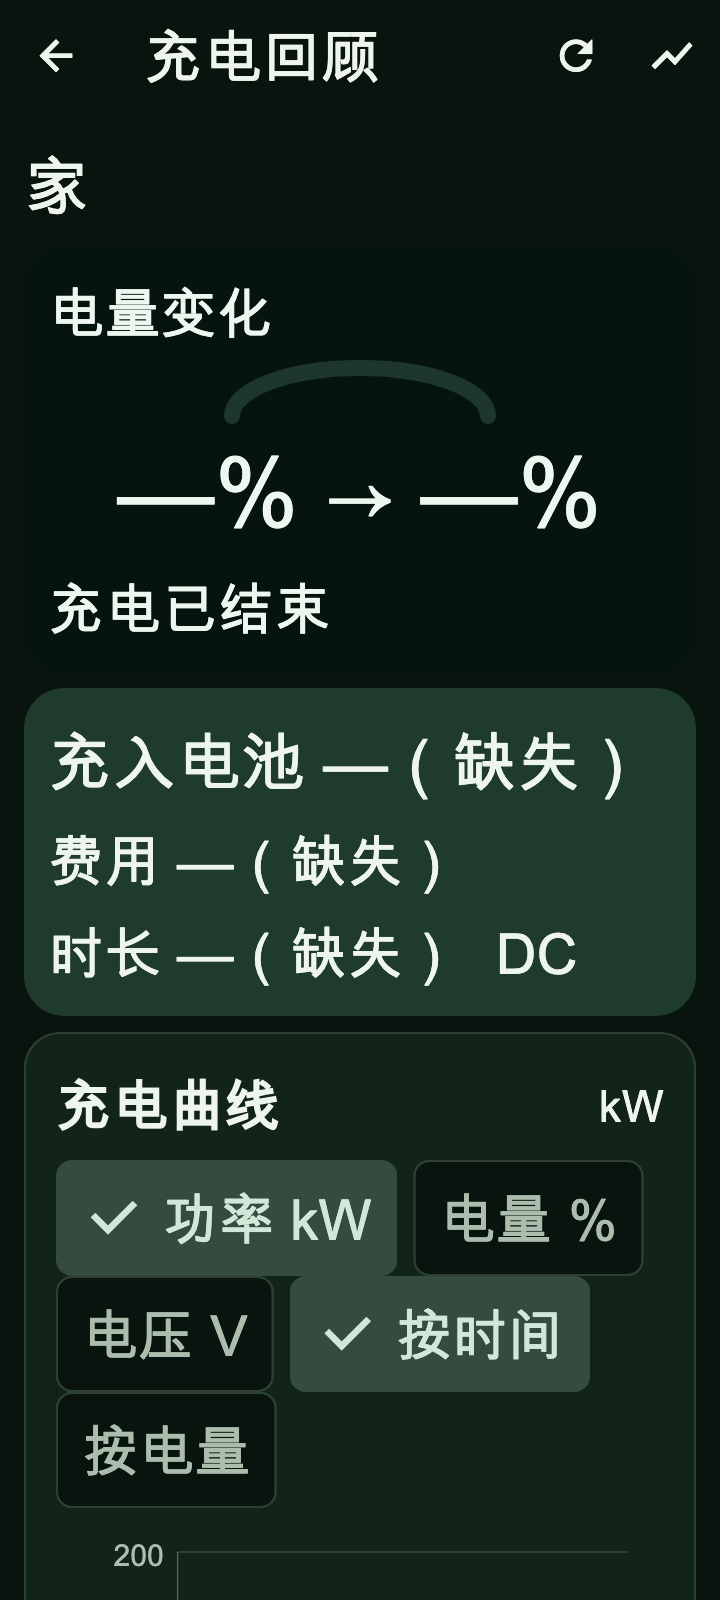 充电回顾
家
电量变化
—% → —%
充电已结束
充入电池 —（缺失）
费用 —（缺失）
时长 —（缺失） DC
充电曲线 kW
功率 kW 电量 %
电压 V 按时间
按电量
200